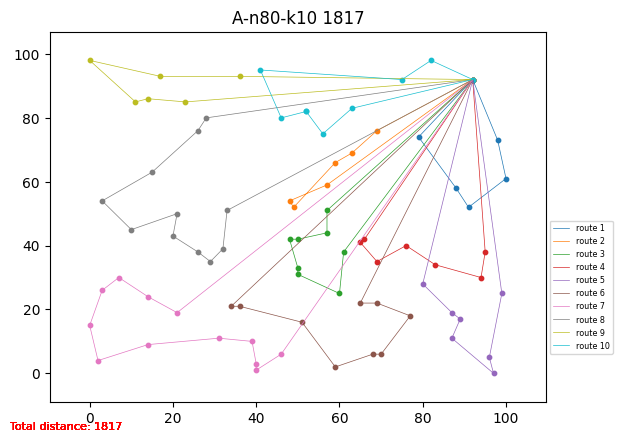 A-n80-k10 1817
100
80
60
40
20
0
0
20
40
60
80
100
route 1
route 2
route 3
route 4
route 5
route 6
route 7
route 8
route 9
route 10
Total distance: 1817